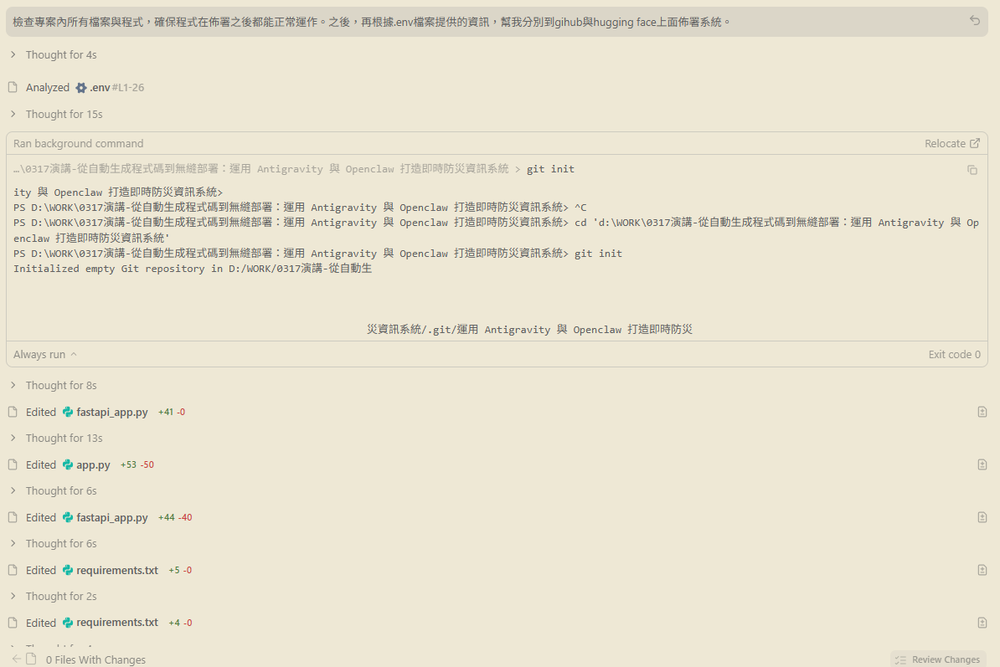 檢查專案內所有檔案與程式，確保程式在佈署之後都能正常運作。之後，再根據.env檔案提供的資訊，幫我分別到gihub與hugging face上面佈署系統。
Thought for 4s
Analyzed .env #L1-26
Thought for 15s
Ran background command Relocate
…\0317演講-從自動生成程式碼到無縫部署：運用 Antigravity 與 Openclaw 打造即時防災資訊系統 > git init
ity 與 Openclaw 打造即時防災資訊系統>
PS D:\WORK\0317演講-從自動生成程式碼到無縫部署：運用 Antigravity 與 Openclaw 打造即時防災資訊系統> ^C
PS D:\WORK\0317演講-從自動生成程式碼到無縫部署：運用 Antigravity 與 Openclaw 打造即時防災資訊系統> cd 'd:\WORK\0317演講-從自動生成程式碼到無縫部署：運用 Antigravity 與 Op
enclaw 打造即時防災資訊系統'
PS D:\WORK\0317演講-從自動生成程式碼到無縫部署：運用 Antigravity 與 Openclaw 打造即時防災資訊系統> git init
Initialized empty Git repository in D:/WORK/0317演講-從自動生
災資訊系統/.git/運用 Antigravity 與 Openclaw 打造即時防災
Always run Exit code 0
Thought for 8s
Edited fastapi_app.py +41 -0
Thought for 13s
Edited app.py +53 -50
Thought for 6s
Edited fastapi_app.py +44 -40
Thought for 6s
Edited requirements.txt +5 -0
Thought for 2s
Edited requirements.txt +4 -0
0 Files With Changes Review Changes